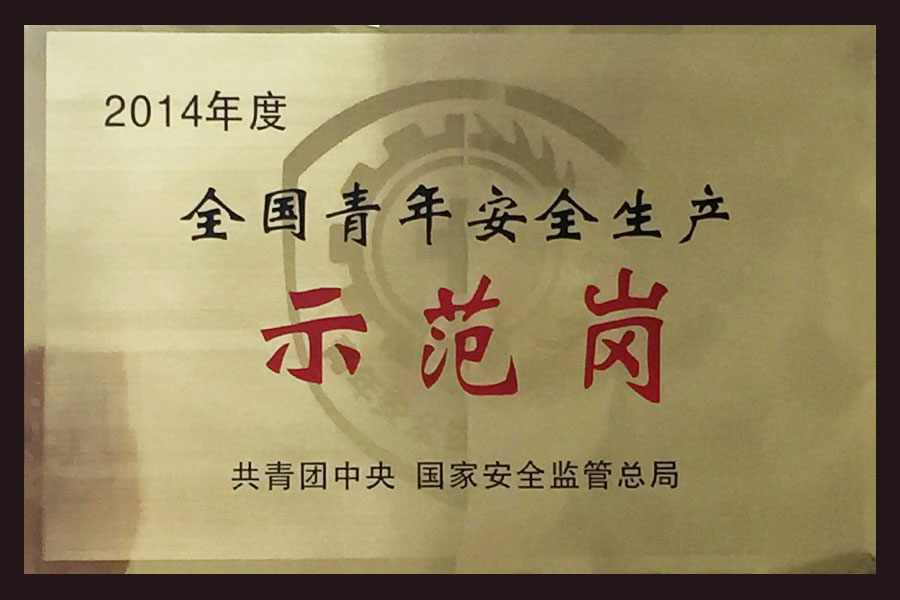 2014年度
全国青年安全生产
示范岗
共青团中央 国家安全监管总局